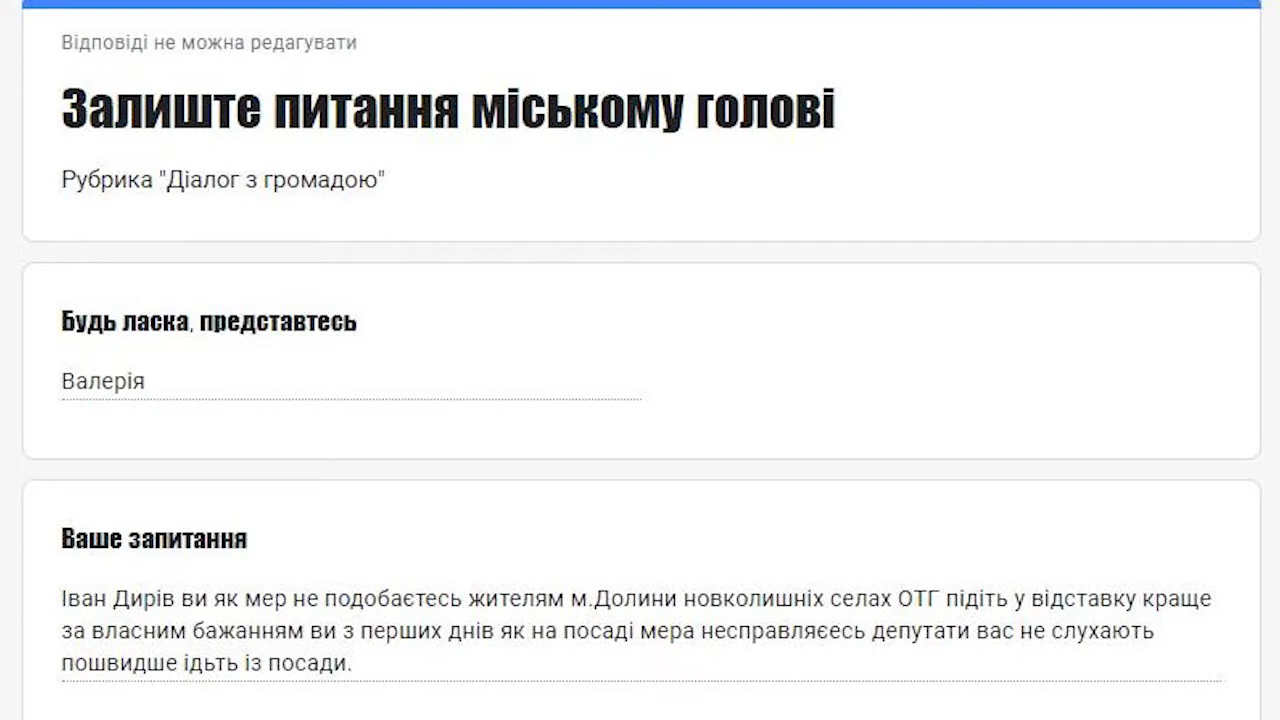 Відповіді не можна редагувати
Залиште питання міському голові
Рубрика "Діалог з громадою"
Будь ласка, представтесь
Валерія
Ваше запитання
Іван Дирів ви як мер не подобаєтесь жителям м.Долини новколишніх селах ОТГ підіть у відставку краще
за власним бажанням ви з перших днів як на посаді мера несправляєесь депутати вас не слухають
пошвидше ідьть із посади.